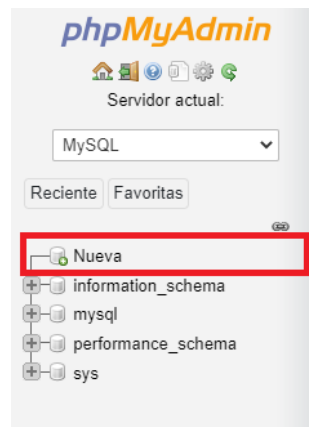 phpMyAdmin
Servidor actual:
MySQL
Reciente Favoritas
Nueva
information_schema
mysql
performance_schema
sys